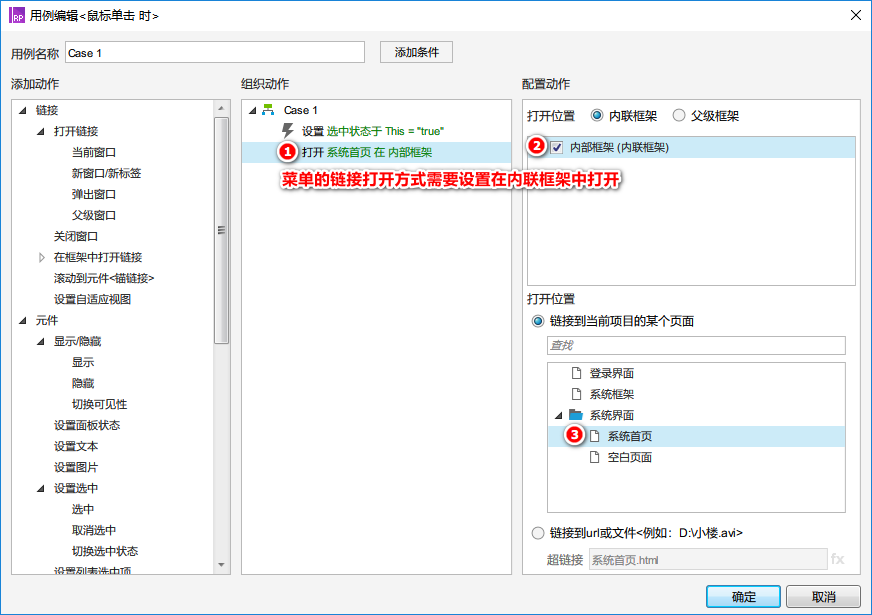 RP 用例编辑<鼠标单击 时>
用例名称 Case 1 添加条件
添加动作
链接
打开链接
当前窗口
新窗口/新标签
弹出窗口
父级窗口
关闭窗口
在框架中打开链接
滚动到元件<锚链接>
设置自适应视图
元件
显示/隐藏
显示
隐藏
切换可见性
设置面板状态
设置文本
设置图片
设置选中
选中
取消选中
切换选中状态
设置列表选中项
组织动作
Case 1
设置 选中状态于 This = "true"
1 打开 系统首页 在 内部框架
菜单的链接打开方式需要设置在内联框架中打开
配置动作
打开位置 内联框架 父级框架
2 内部框架 (内联框架)
打开位置
链接到当前项目的某个页面
查找
登录界面
系统框架
系统界面
3 系统首页
空白页面
链接到url或文件<例如：D:\小楼.avi>
超链接 系统首页.html fx
确定 取消